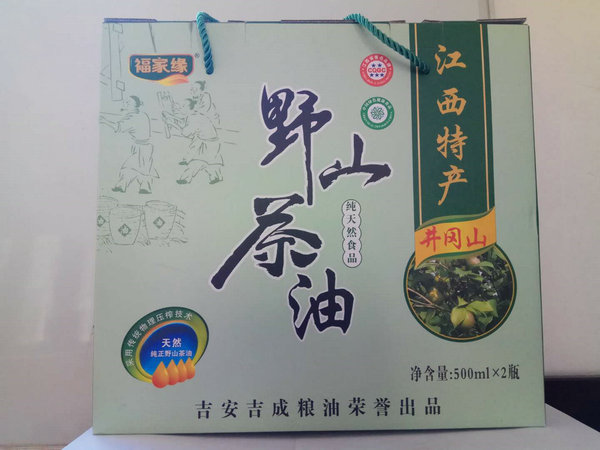 福家缘
野山茶油
纯天然食品
江西特产
井冈山
采用传统物理压榨技术
天然
纯正野山茶油
净含量:500ml×2瓶
吉安吉成粮油荣誉出品
油
油